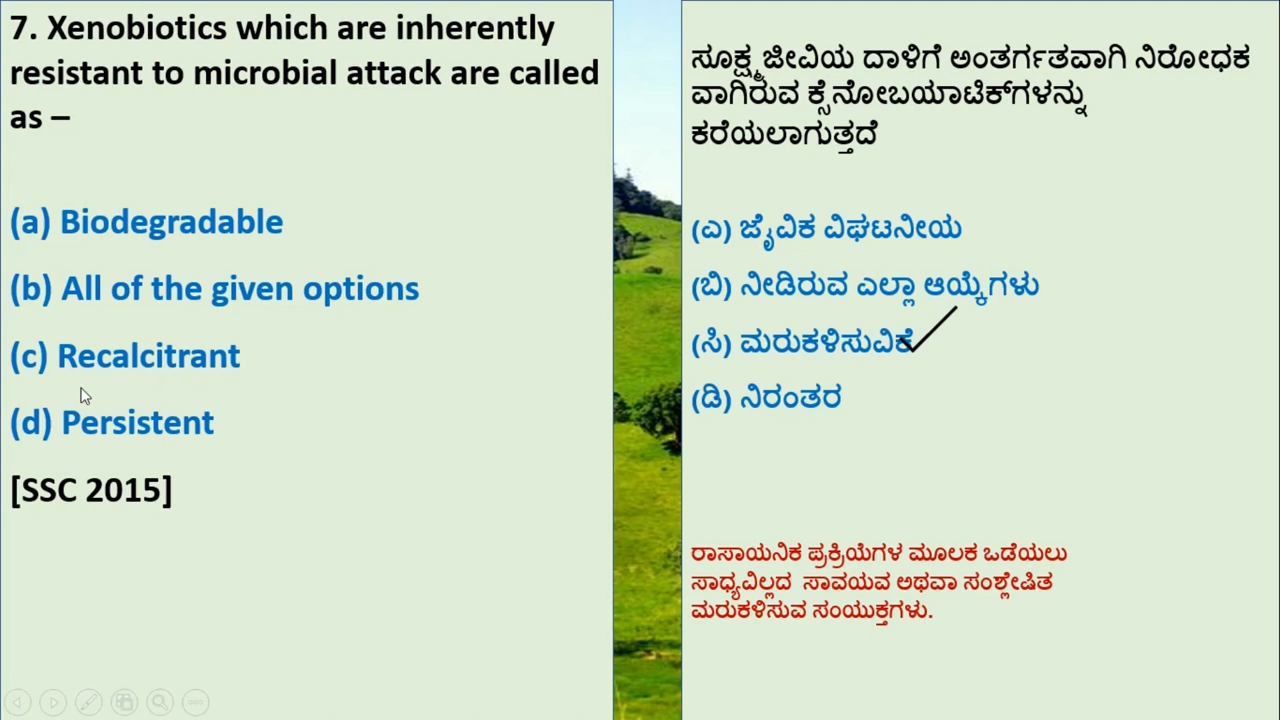 7. Xenobiotics which are inherently
resistant to microbial attack are called
as –
(a) Biodegradable
(b) All of the given options
(c) Recalcitrant
(d) Persistent
[SSC 2015]
ಸೂಕ್ಷ್ಮಜೀವಿಯ ದಾಳಿಗೆ ಅಂತರ್ಗತವಾಗಿ ನಿರೋಧಕ
ವಾಗಿರುವ ಕ್ಸೆನೋಬಯಾಟಿಕ್‌ಗಳನ್ನು
ಕರೆಯಲಾಗುತ್ತದೆ
(ಎ) ಜೈವಿಕ ವಿಘಟನೀಯ
(ಬಿ) ನೀಡಿರುವ ಎಲ್ಲಾ ಆಯ್ಕೆಗಳು
(ಸಿ) ಮರುಕಳಿಸುವಿಕೆ
(ಡಿ) ನಿರಂತರ
ರಾಸಾಯನಿಕ ಪ್ರಕ್ರಿಯೆಗಳ ಮೂಲಕ ಒಡೆಯಲು
ಸಾಧ್ಯವಿಲ್ಲದ ಸಾವಯವ ಅಥವಾ ಸಂಶ್ಲೇಷಿತ
ಮರುಕಳಿಸುವ ಸಂಯುಕ್ತಗಳು.